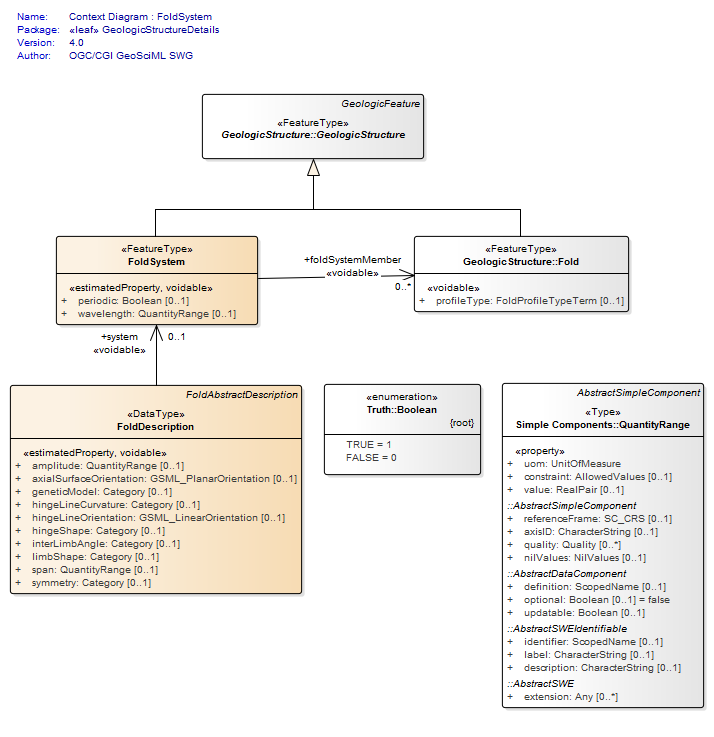 Name: Context Diagram : FoldSystem
Package: «leaf» GeologicStructureDetails
Version: 4.0
Author: OGC/CGI GeoSciML SWG
GeologicFeature
«FeatureType»
GeologicStructure::GeologicStructure
«FeatureType»
FoldSystem
«estimatedProperty, voidable»
+ periodic: Boolean [0..1]
+ wavelength: QuantityRange [0..1]
+foldSystemMember
«voidable»
0..*
«FeatureType»
GeologicStructure::Fold
«voidable»
+ profileType: FoldProfileTypeTerm [0..1]
+system
0..1
«voidable»
FoldAbstractDescription
«DataType»
FoldDescription
«estimatedProperty, voidable»
+ amplitude: QuantityRange [0..1]
+ axialSurfaceOrientation: GSML_PlanarOrientation [0..1]
+ geneticModel: Category [0..1]
+ hingeLineCurvature: Category [0..1]
+ hingeLineOrientation: GSML_LinearOrientation [0..1]
+ hingeShape: Category [0..1]
+ interLimbAngle: Category [0..1]
+ limbShape: Category [0..1]
+ span: QuantityRange [0..1]
+ symmetry: Category [0..1]
«enumeration»
Truth::Boolean
{root}
TRUE = 1
FALSE = 0
AbstractSimpleComponent
«Type»
Simple Components::QuantityRange
«property»
+ uom: UnitOfMeasure
+ constraint: AllowedValues [0..1]
+ value: RealPair [0..1]
::AbstractSimpleComponent
+ referenceFrame: SC_CRS [0..1]
+ axisID: CharacterString [0..1]
+ quality: Quality [0..*]
+ nilValues: NilValues [0..1]
::AbstractDataComponent
+ definition: ScopedName [0..1]
+ optional: Boolean [0..1] = false
+ updatable: Boolean [0..1]
::AbstractSWEIdentifiable
+ identifier: ScopedName [0..1]
+ label: CharacterString [0..1]
+ description: CharacterString [0..1]
::AbstractSWE
+ extension: Any [0..*]